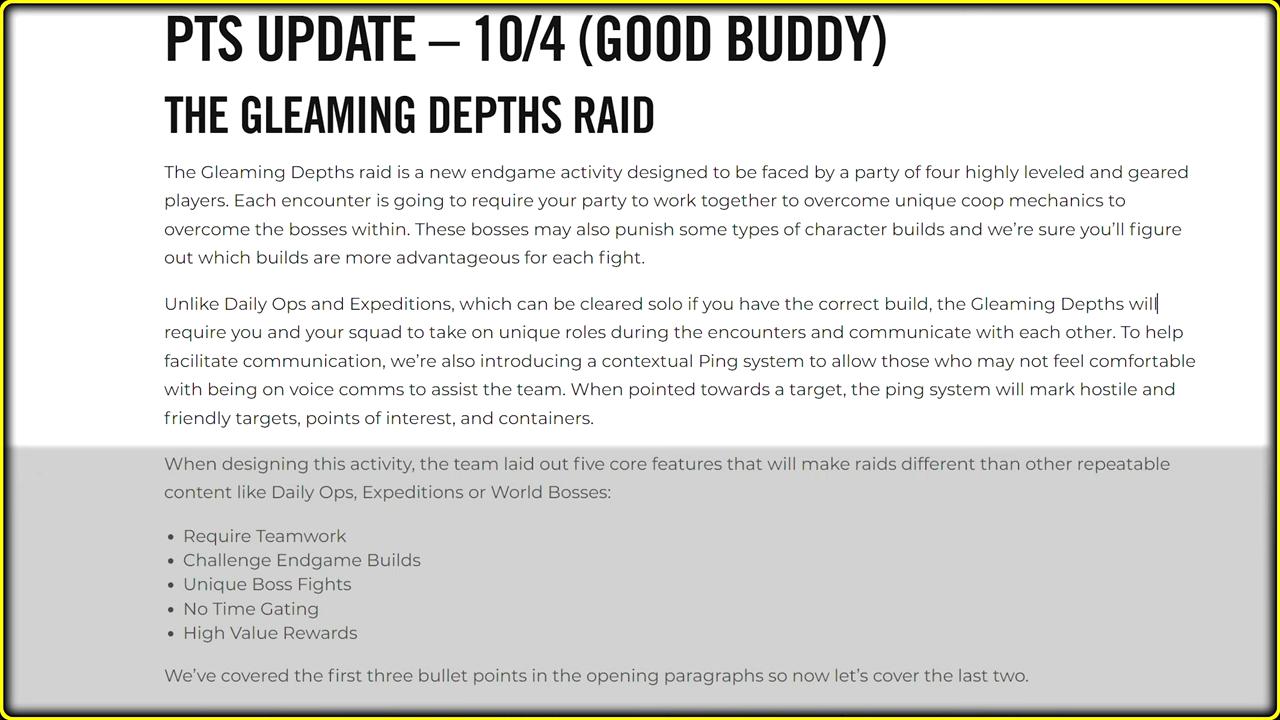 PTS UPDATE – 10/4 (GOOD BUDDY)
THE GLEAMING DEPTHS RAID
The Gleaming Depths raid is a new endgame activity designed to be faced by a party of four highly leveled and geared
players. Each encounter is going to require your party to work together to overcome unique coop mechanics to
overcome the bosses within. These bosses may also punish some types of character builds and we’re sure you’ll figure
out which builds are more advantageous for each fight.
Unlike Daily Ops and Expeditions, which can be cleared solo if you have the correct build, the Gleaming Depths will
require you and your squad to take on unique roles during the encounters and communicate with each other. To help
facilitate communication, we’re also introducing a contextual Ping system to allow those who may not feel comfortable
with being on voice comms to assist the team. When pointed towards a target, the ping system will mark hostile and
friendly targets, points of interest, and containers.
When designing this activity, the team laid out five core features that will make raids different than other repeatable
content like Daily Ops, Expeditions or World Bosses:
• Require Teamwork
• Challenge Endgame Builds
• Unique Boss Fights
• No Time Gating
• High Value Rewards
We’ve covered the first three bullet points in the opening paragraphs so now let’s cover the last two.